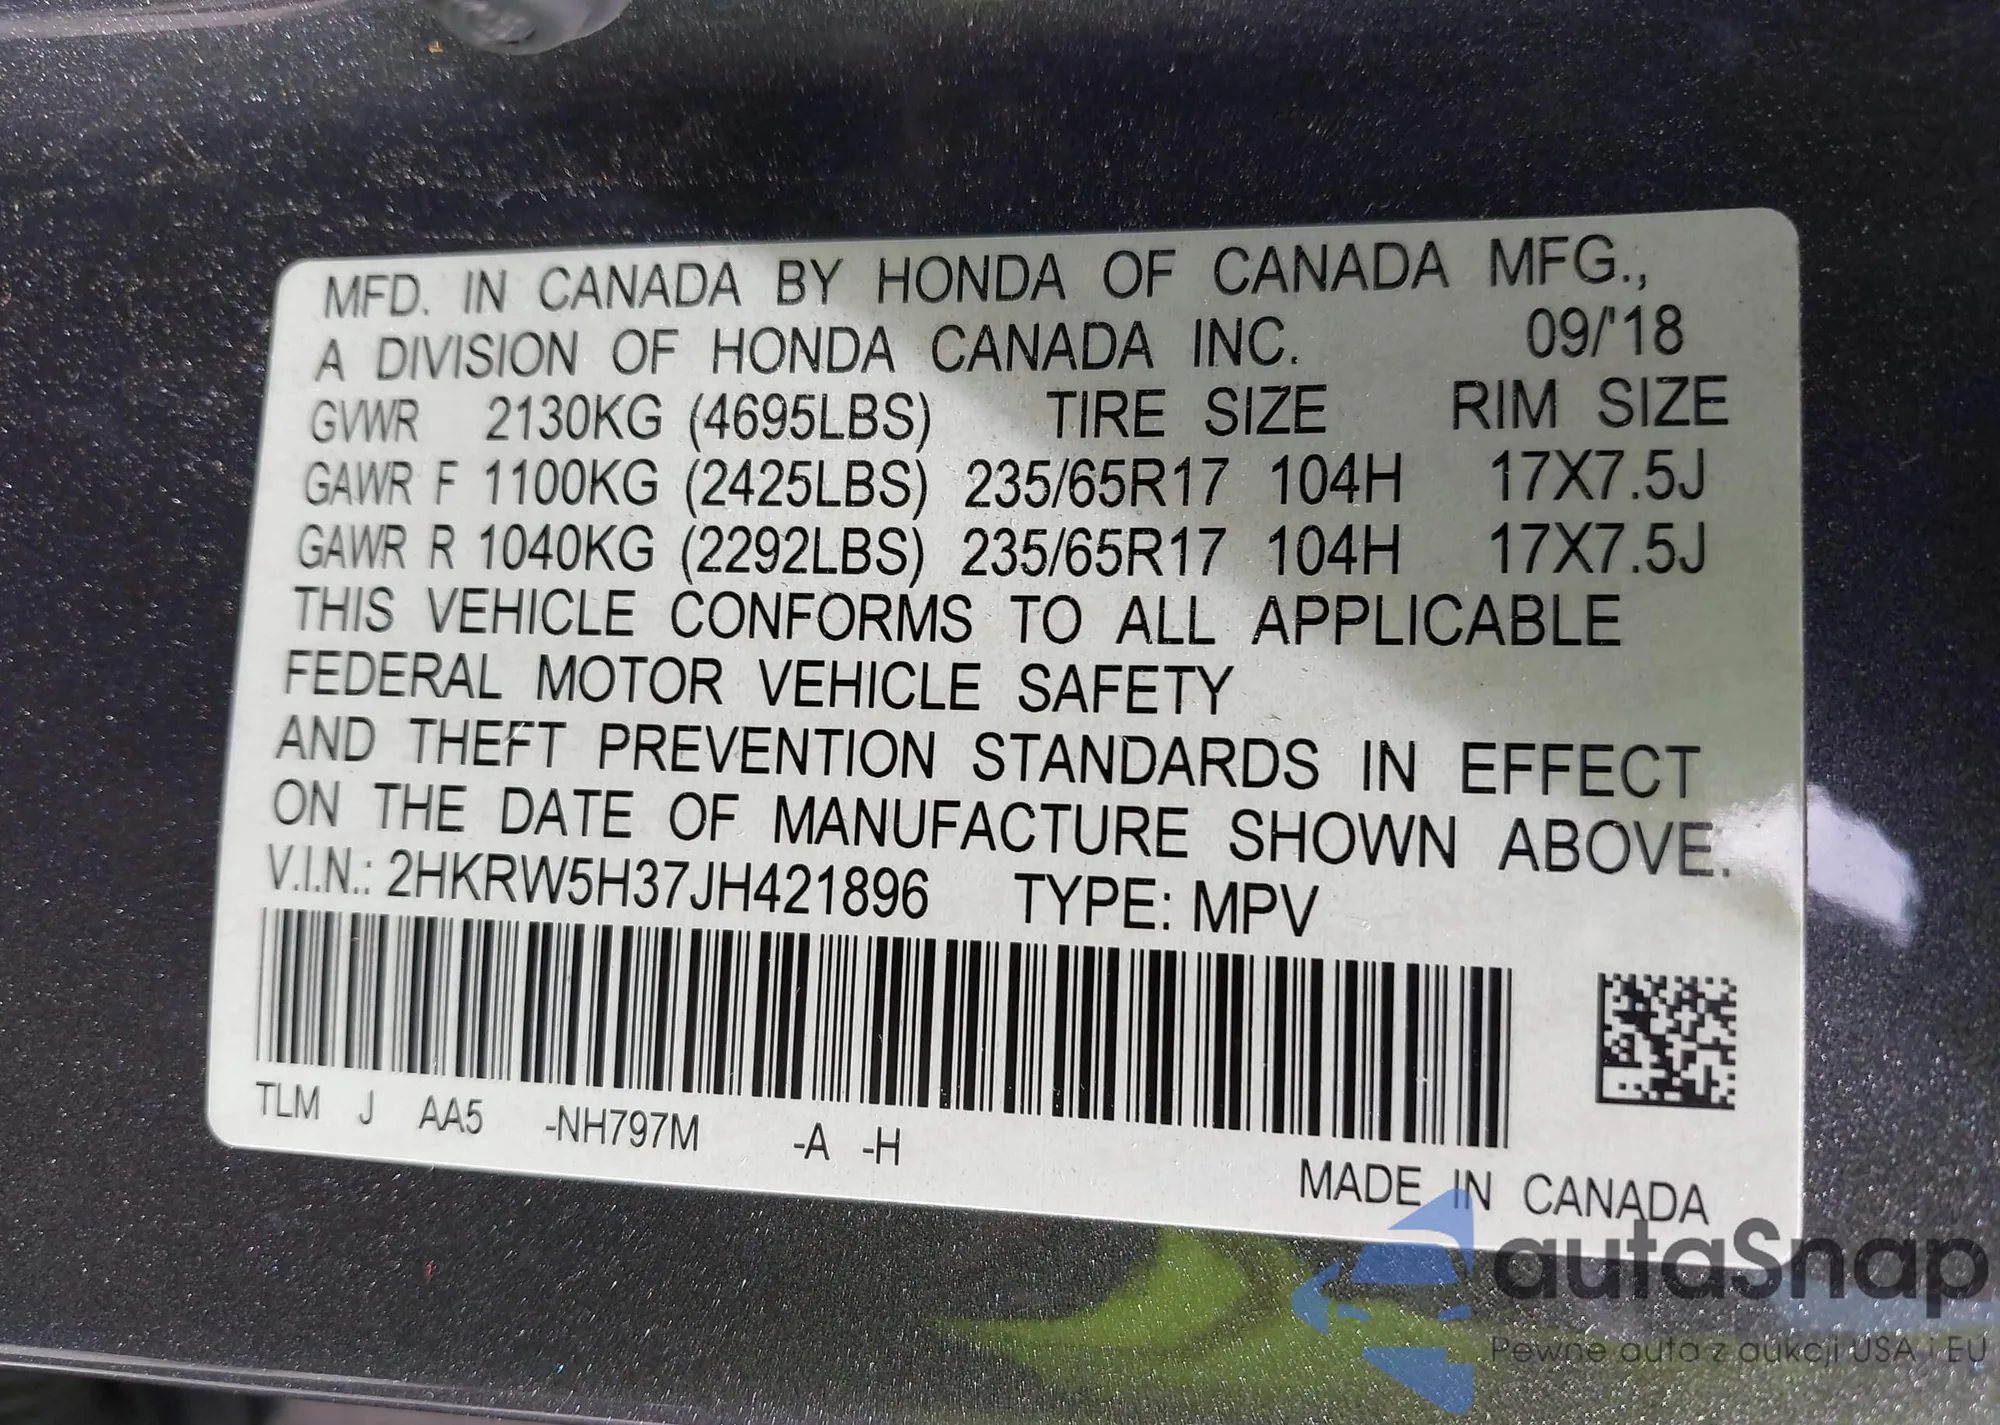 MFD. IN CANADA BY HONDA OF CANADA MFG.,
A DIVISION OF HONDA CANADA INC. 09/'18
GVWR 2130KG (4695LBS) TIRE SIZE RIM SIZE
GAWR F 1100KG (2425LBS) 235/65R17 104H 17X7.5J
GAWR R 1040KG (2292LBS) 235/65R17 104H 17X7.5J
THIS VEHICLE CONFORMS TO ALL APPLICABLE
FEDERAL MOTOR VEHICLE SAFETY
AND THEFT PREVENTION STANDARDS IN EFFECT
ON THE DATE OF MANUFACTURE SHOWN ABOVE.
V.I.N.: 2HKRW5H37JH421896 TYPE: MPV
TLM J AA5 -NH797M -A -H
MADE IN CANADA
autaSnap
Pewne auta z aukcji USA i EU